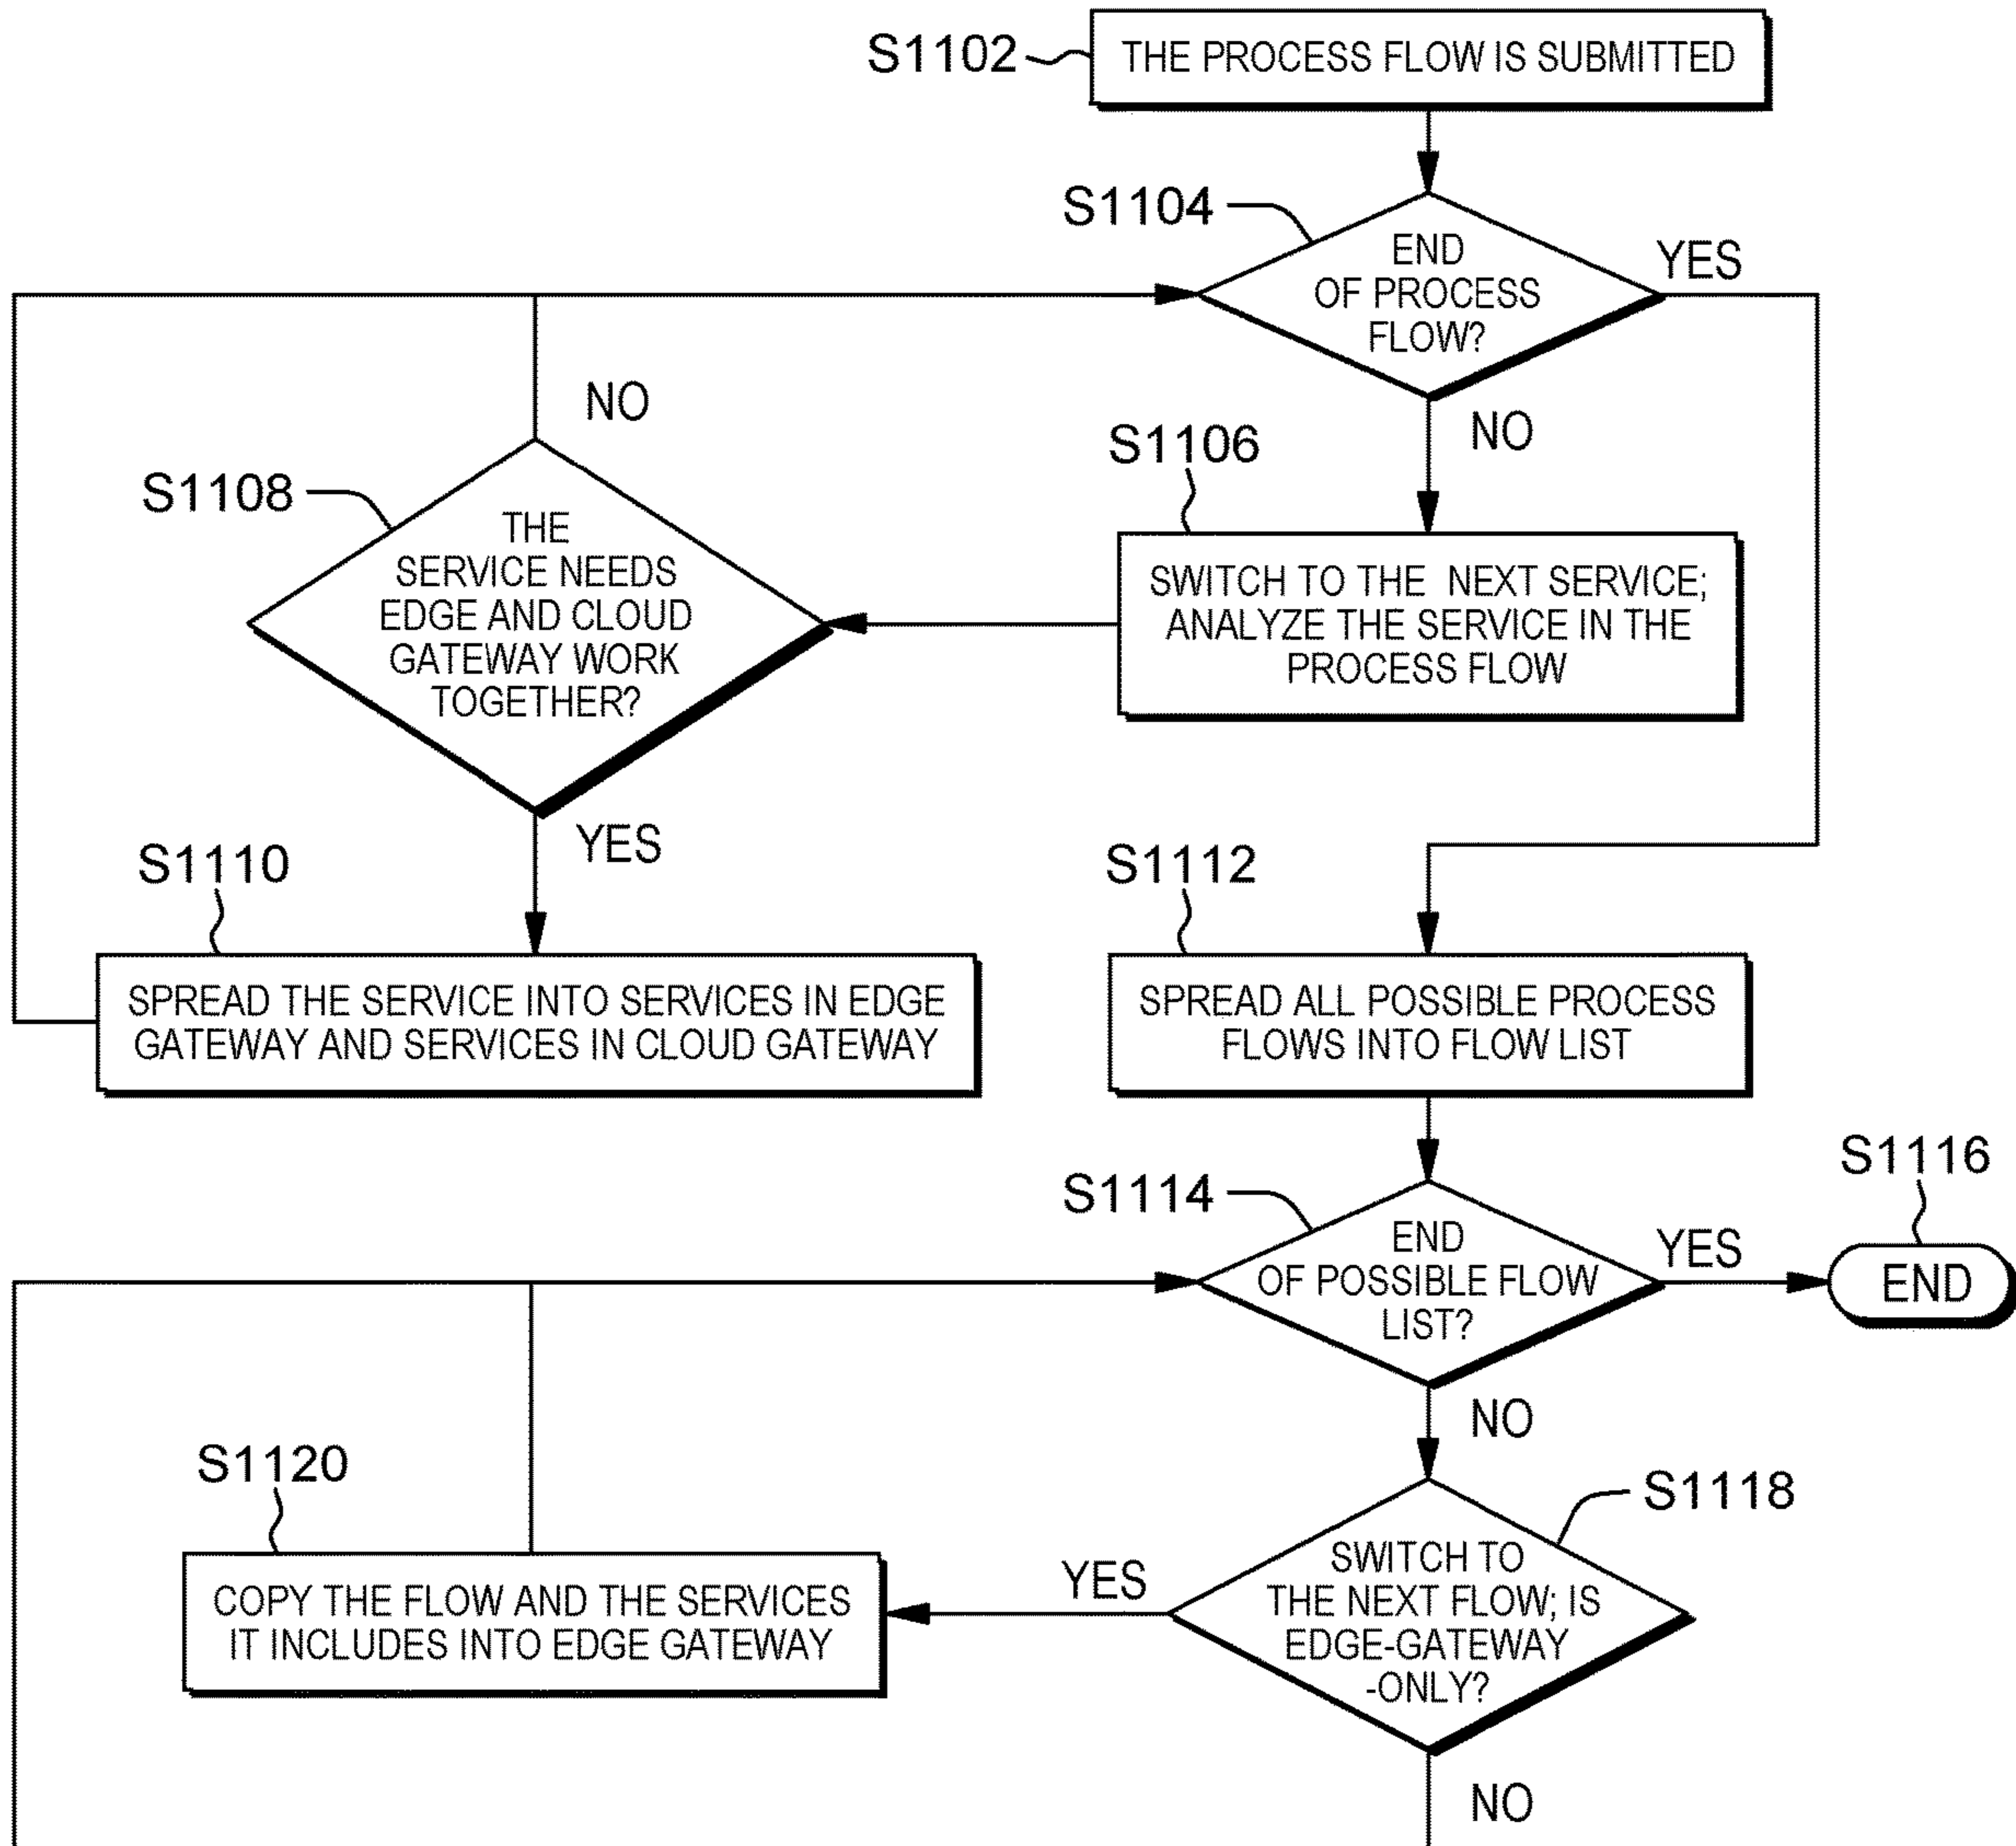 S1102
THE PROCESS FLOW IS SUBMITTED
S1104
END
OF PROCESS
FLOW?
YES
NO
NO
S1106
S1108
THE
SERVICE NEEDS
EDGE AND CLOUD
GATEWAY WORK
TOGETHER?
SWITCH TO THE NEXT SERVICE;
ANALYZE THE SERVICE IN THE
PROCESS FLOW
YES
S1110
S1112
SPREAD THE SERVICE INTO SERVICES IN EDGE
GATEWAY AND SERVICES IN CLOUD GATEWAY
SPREAD ALL POSSIBLE PROCESS
FLOWS INTO FLOW LIST
S1114
END
OF POSSIBLE FLOW
LIST?
YES
S1116
END
NO
S1120
S1118
COPY THE FLOW AND THE SERVICES
IT INCLUDES INTO EDGE GATEWAY
YES
SWITCH TO
THE NEXT FLOW; IS
EDGE-GATEWAY
-ONLY?
NO